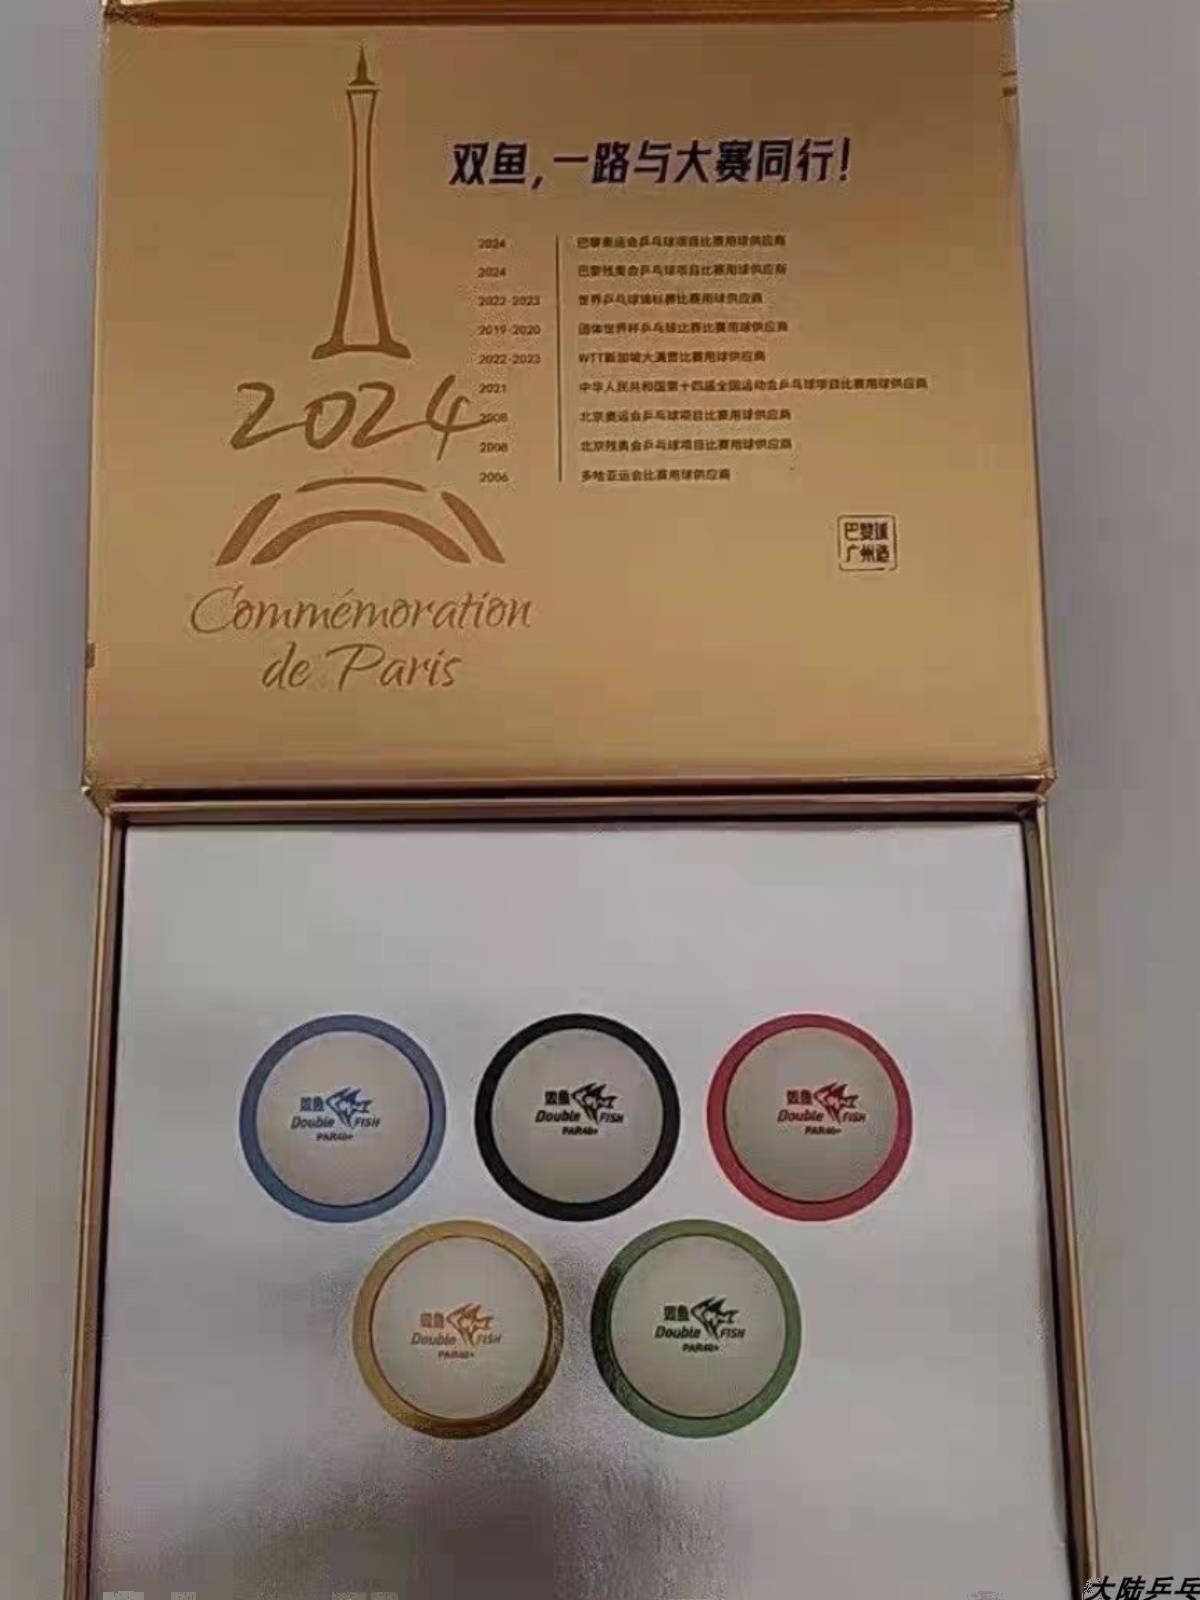 双鱼,一路与大赛同行!
2024 巴黎奥运会乒乓球项目比赛用球供应商
2024 巴黎残奥会乒乓球项目比赛用球供应商
2022-2023 世界乒乓球锦标赛比赛用球供应商
2019-2020 团体世界杯乒乓球比赛比赛用球供应商
2022-2023 WTT新加坡大满贯比赛用球供应商
2021 中华人民共和国第十四届全国运动会乒乓球项目比赛用球供应商
2008 北京奥运会乒乓球项目比赛用球供应商
2008 北京残奥会乒乓球项目比赛用球供应商
2006 多哈亚运会比赛用球供应商
2024
Commémoration
de Paris
巴黎球
广州造
双鱼
Double FISH
PAR40+
双鱼
Double FISH
PAR40+
双鱼
Double FISH
PAR40+
双鱼
Double FISH
PAR40+
双鱼
Double FISH
PAR40+
大陆乒乓